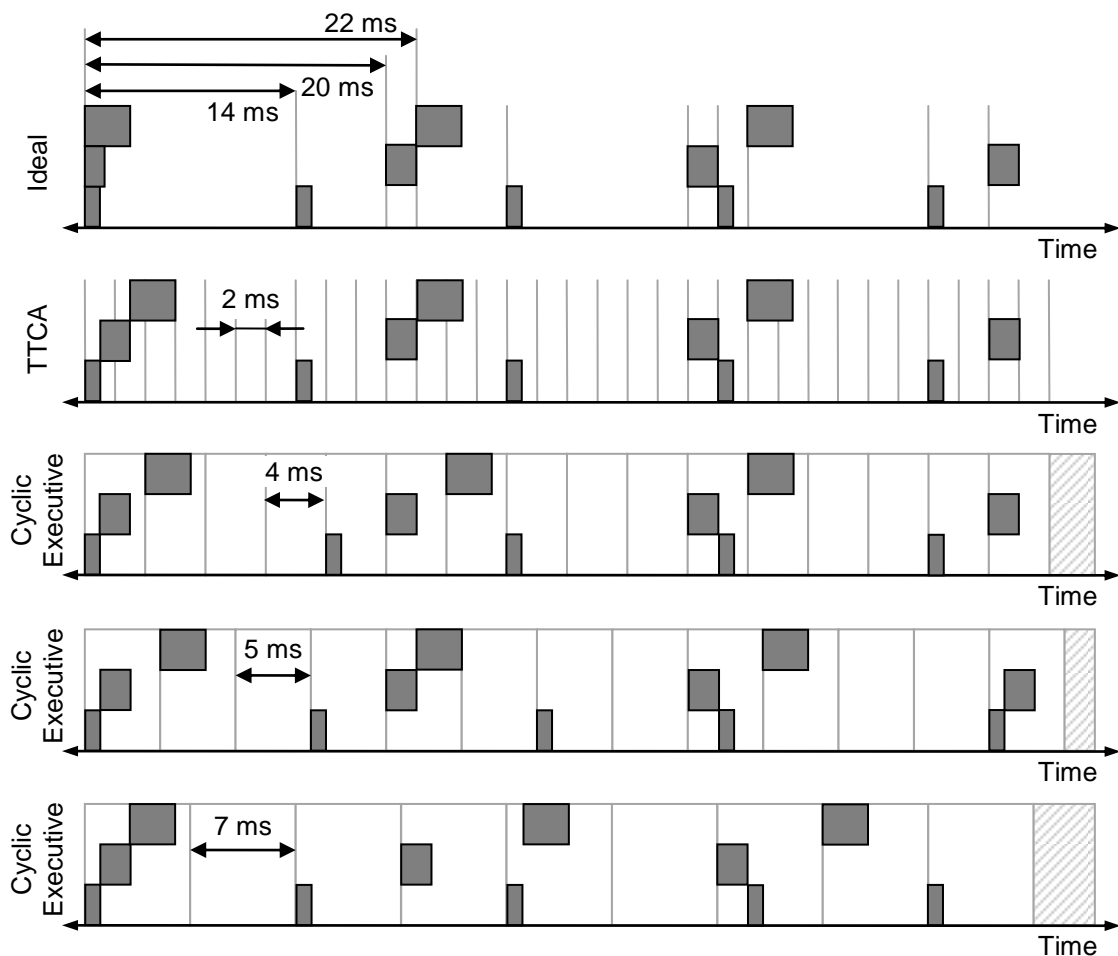 22 ms
20 ms
14 ms
Ideal
Time
2 ms
TTCA
Time
4 ms
Cyclic
Executive
Time
5 ms
Cyclic
Executive
Time
7 ms
Cyclic
Executive
Time